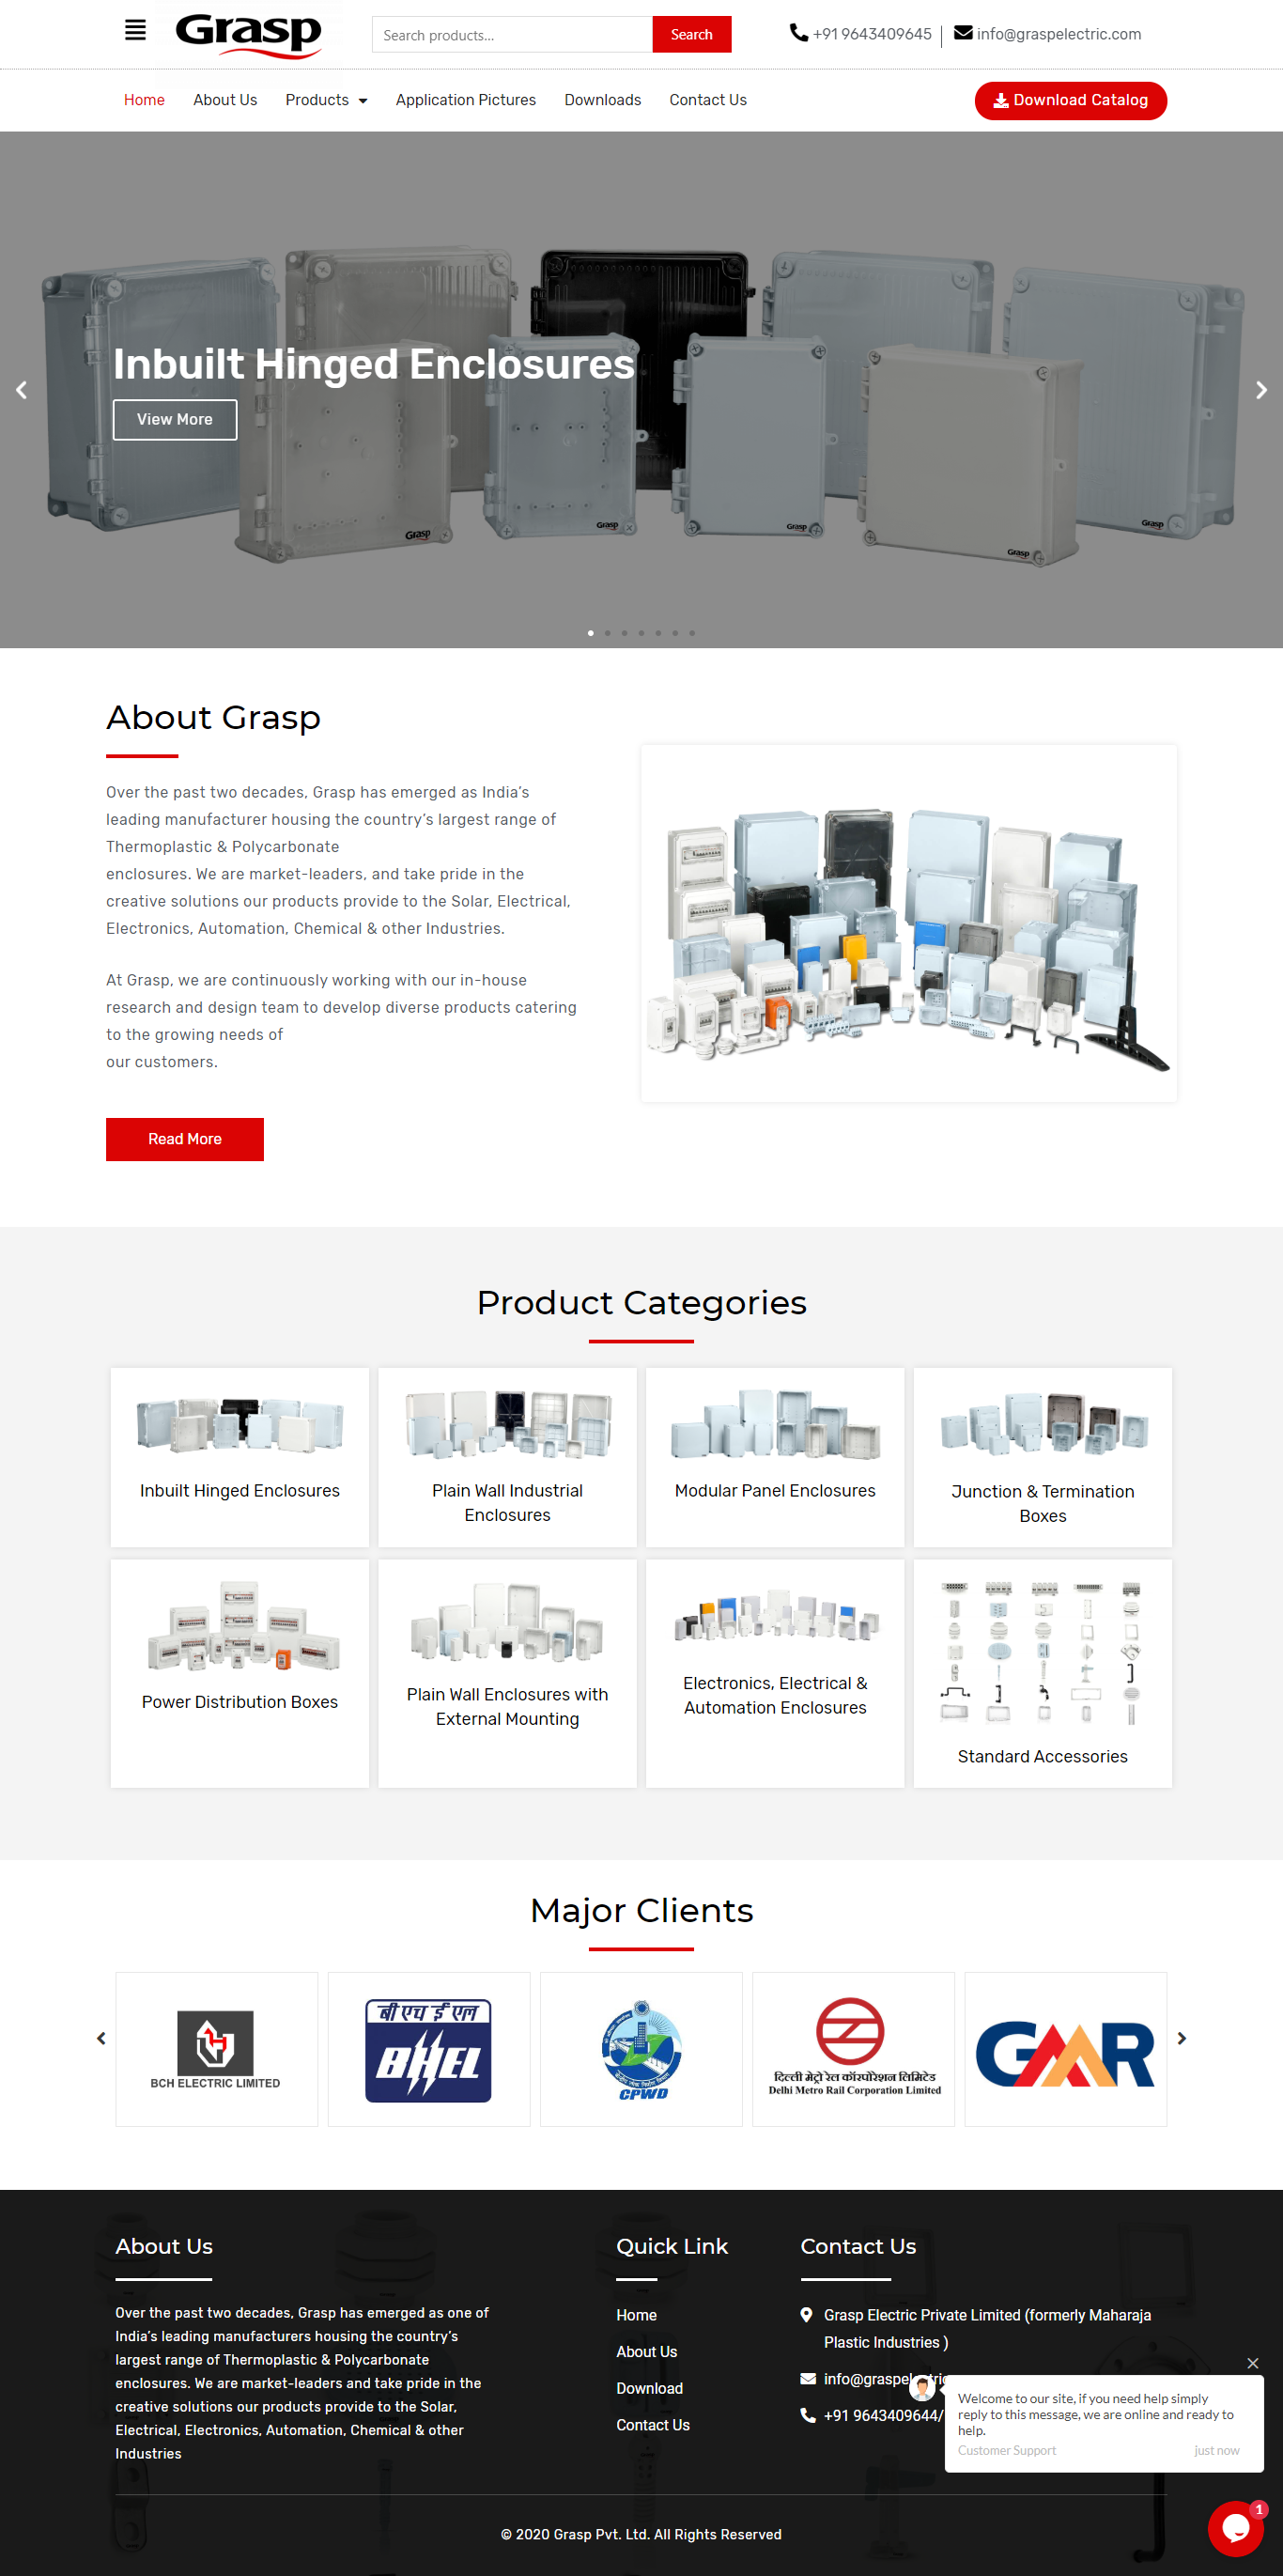 Grasp
Search products...
Search
+91 9643409645
info@graspelectric.com
Home
About Us
Products
Application Pictures
Downloads
Contact Us
Download Catalog
Inbuilt Hinged Enclosures
View More
Grasp
Grasp
Grasp
Grasp
Grasp
About Grasp
Over the past two decades, Grasp has emerged as India’s
leading manufacturer housing the country’s largest range of
Thermoplastic & Polycarbonate
enclosures. We are market-leaders, and take pride in the
creative solutions our products provide to the Solar, Electrical,
Electronics, Automation, Chemical & other Industries.
At Grasp, we are continuously working with our in-house
research and design team to develop diverse products catering
to the growing needs of
our customers.
Read More
Product Categories
Inbuilt Hinged Enclosures
Plain Wall Industrial
Enclosures
Modular Panel Enclosures
Junction & Termination
Boxes
Power Distribution Boxes
Plain Wall Enclosures with
External Mounting
Electronics, Electrical &
Automation Enclosures
Standard Accessories
Major Clients
BCH ELECTRIC LIMITED
बी एच ई एल
BHEL
CPWD
दिल्ली मेट्रो रेल कॉरपोरेशन लिमिटेड
Delhi Metro Rail Corporation Limited
GMR
About Us
Over the past two decades, Grasp has emerged as one of
India’s leading manufacturers housing the country’s
largest range of Thermoplastic & Polycarbonate
enclosures. We are market-leaders and take pride in the
creative solutions our products provide to the Solar,
Electrical, Electronics, Automation, Chemical & other
Industries
Quick Link
Home
About Us
Download
Contact Us
Contact Us
Grasp Electric Private Limited (formerly Maharaja
Plastic Industries )
info@graspelectric
+91 9643409644/
Welcome to our site, if you need help simply
reply to this message, we are online and ready to
help.
Customer Support
just now
1
© 2020 Grasp Pvt. Ltd. All Rights Reserved